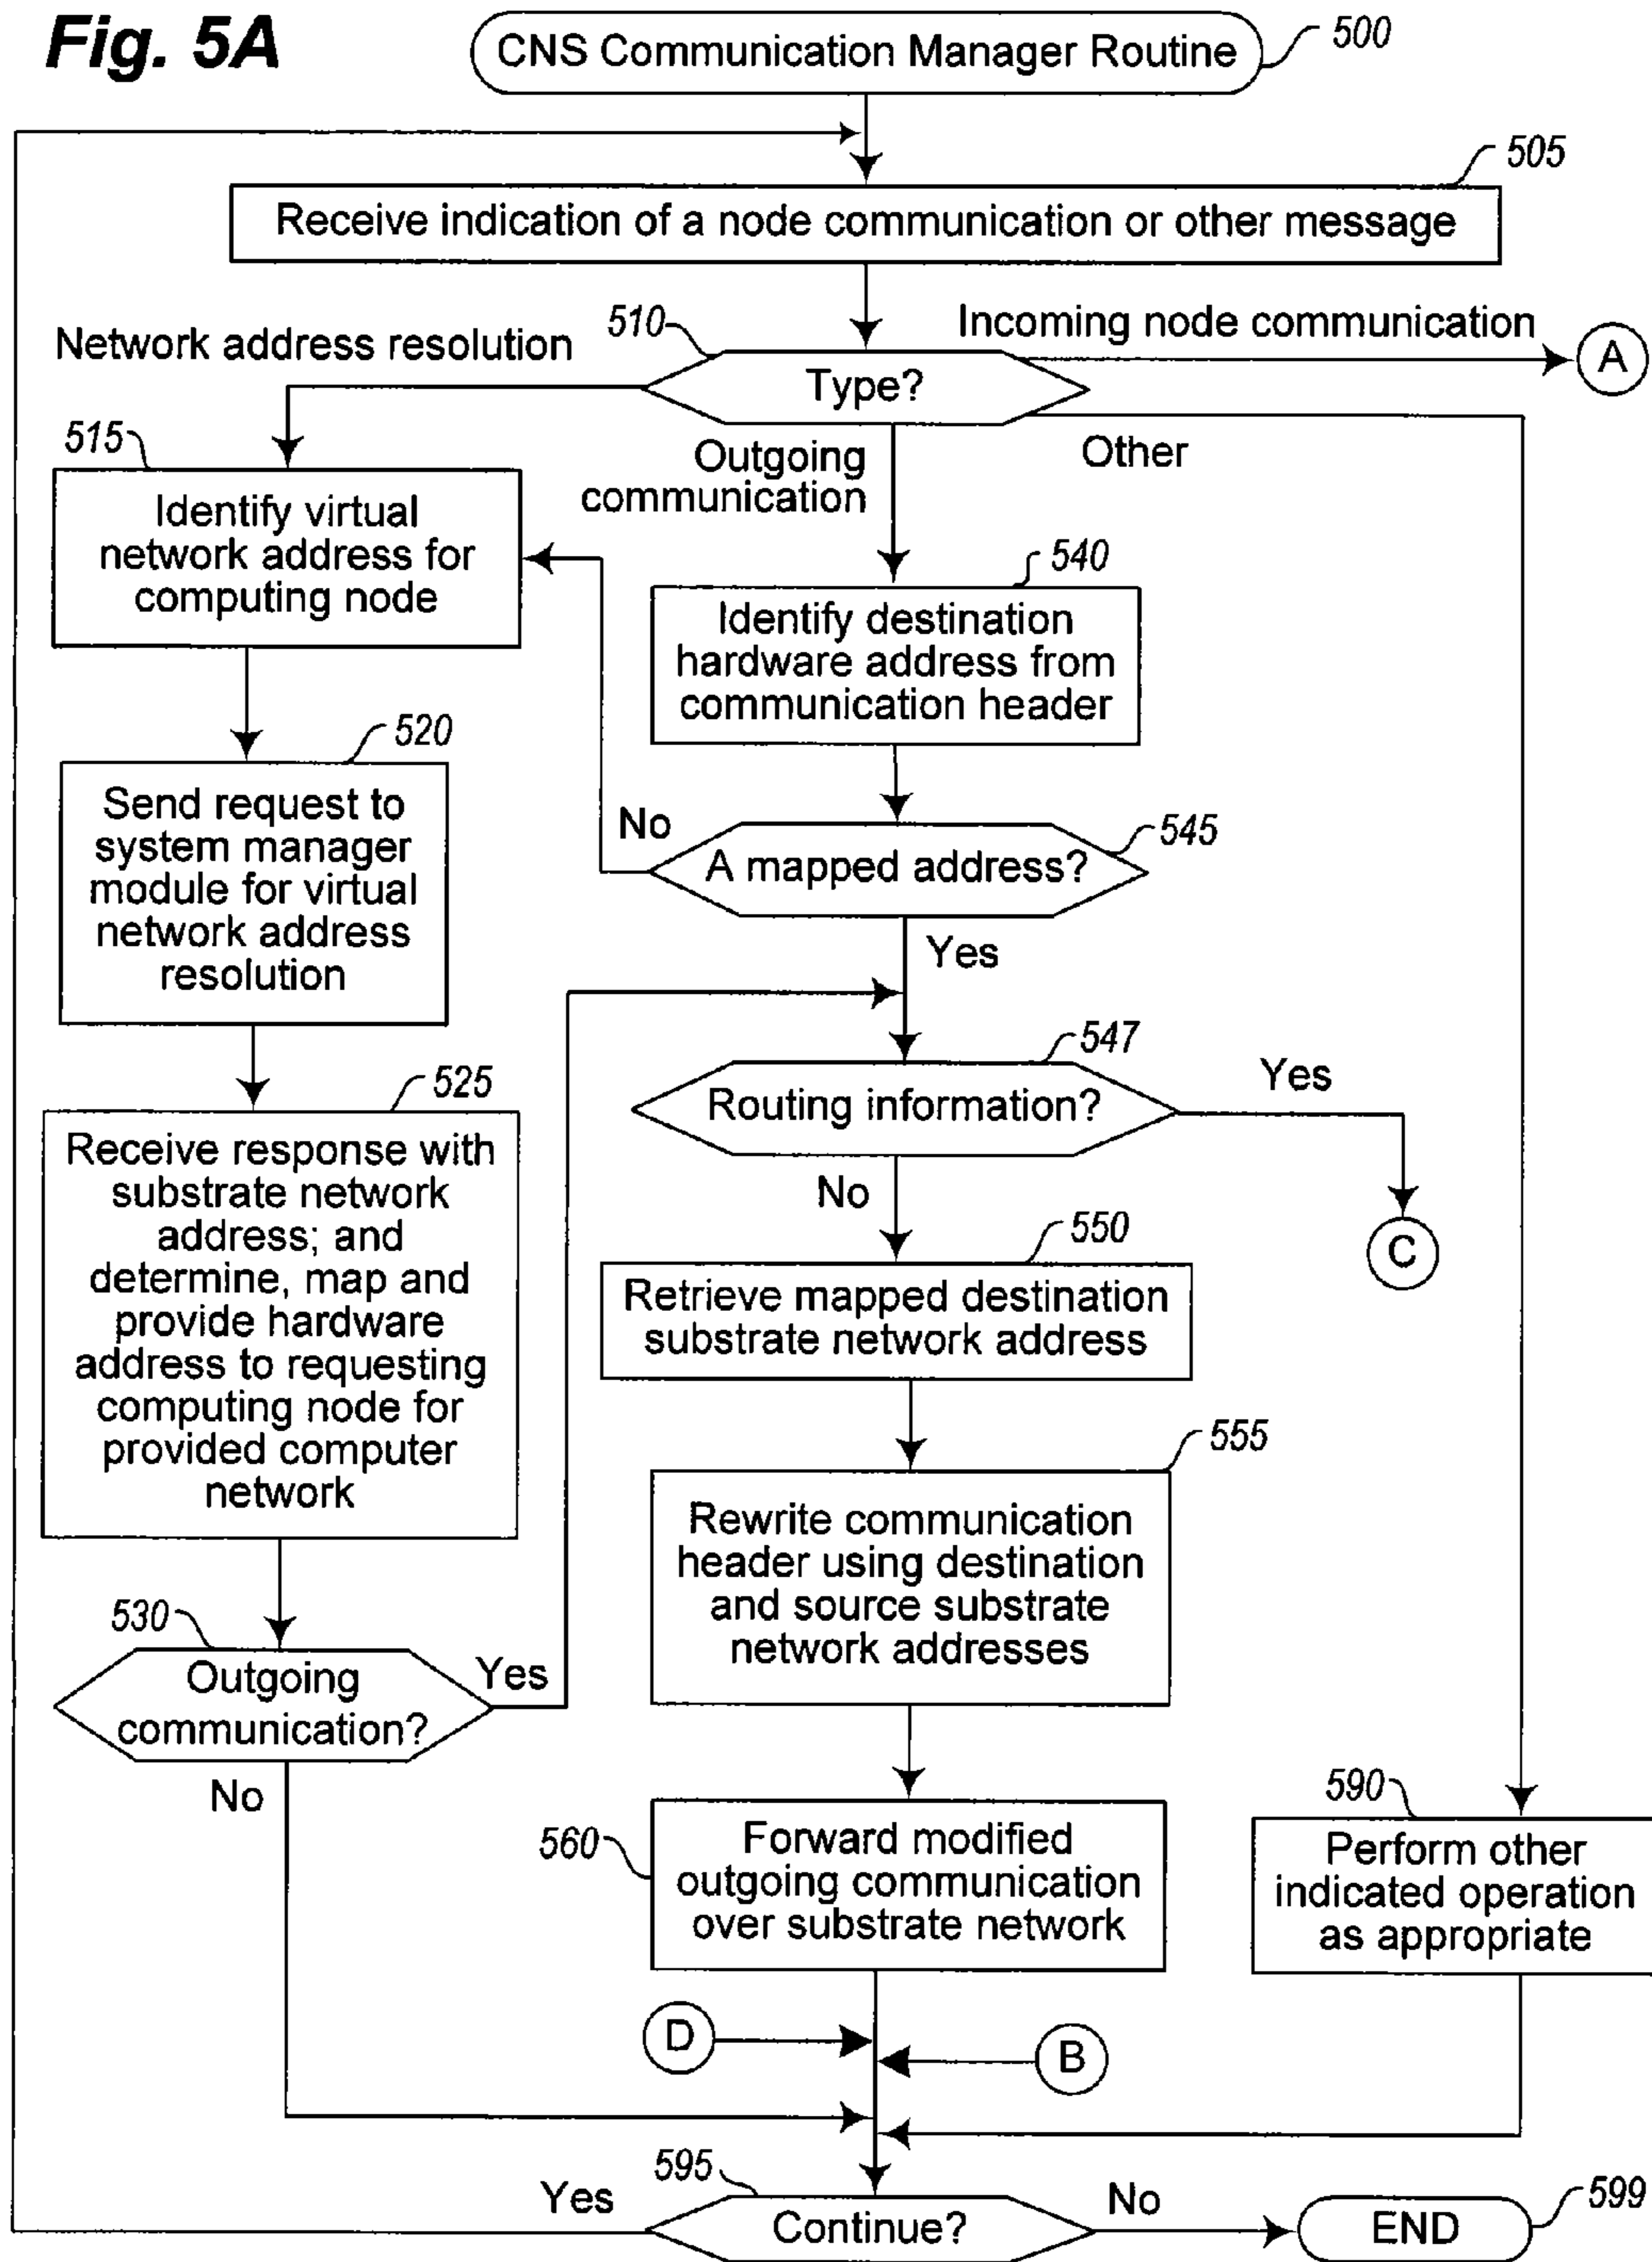 Fig. 5A
CNS Communication Manager Routine
500
505
Receive indication of a node communication or other message
510
Incoming node communication
A
Network address resolution
Type?
515
Outgoing
communication
Other
Identify virtual
network address for
computing node
540
Identify destination
hardware address from
communication header
520
Send request to
system manager
module for virtual
network address
resolution
No
545
A mapped address?
Yes
547
Routing information?
Yes
C
No
525
Receive response with
substrate network
address; and
determine, map and
provide hardware
address to requesting
computing node for
provided computer
network
550
Retrieve mapped destination
substrate network address
555
Rewrite communication
header using destination
and source substrate
network addresses
530
Outgoing
communication?
Yes
No
560
Forward modified
outgoing communication
over substrate network
590
Perform other
indicated operation
as appropriate
D
B
595
Yes
Continue?
No
END
599